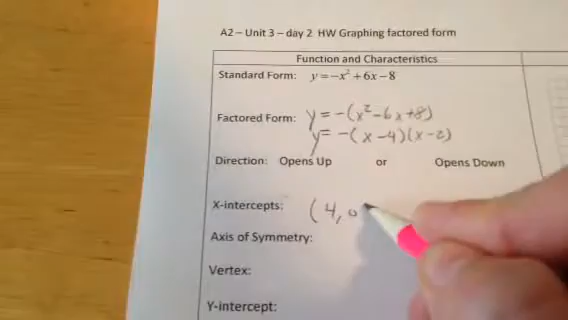 A2 – Unit 3 – day 2 HW Graphing factored form
Function and Characteristics
Standard Form: y = −x² + 6x − 8
Factored Form: y = -(x²-6x+8)
y = -(x-4)(x-2)
Direction: Opens Up or Opens Down
X-intercepts: (4, 0
Axis of Symmetry:
Vertex:
Y-intercept: